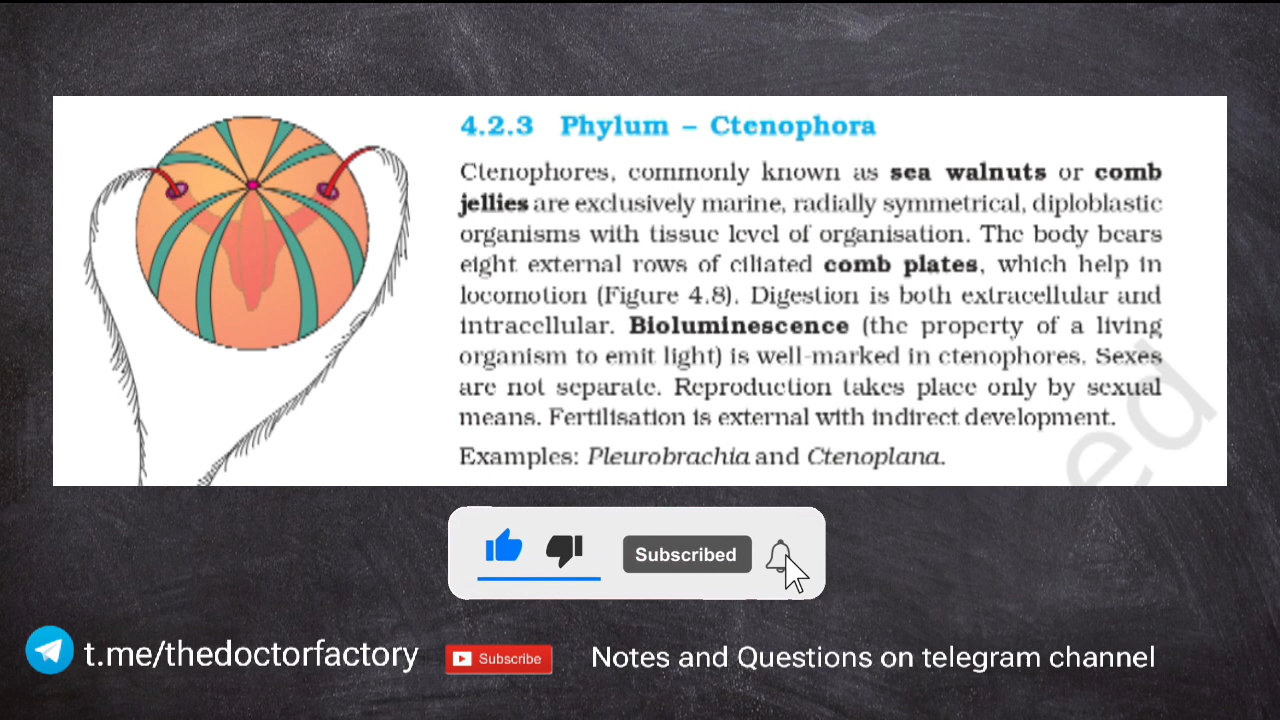 4.2.3 Phylum – Ctenophora
Ctenophores, commonly known as sea walnuts or comb
jellies are exclusively marine, radially symmetrical, diploblastic
organisms with tissue level of organisation. The body bears
eight external rows of ciliated comb plates, which help in
locomotion (Figure 4.8). Digestion is both extracellular and
intracellular. Bioluminescence (the property of a living
organism to emit light) is well-marked in ctenophores. Sexes
are not separate. Reproduction takes place only by sexual
means. Fertilisation is external with indirect development.
Examples: Pleurobrachia and Ctenoplana.
ed
Subscribed
t.me/thedoctorfactory
Subscribe
Notes and Questions on telegram channel